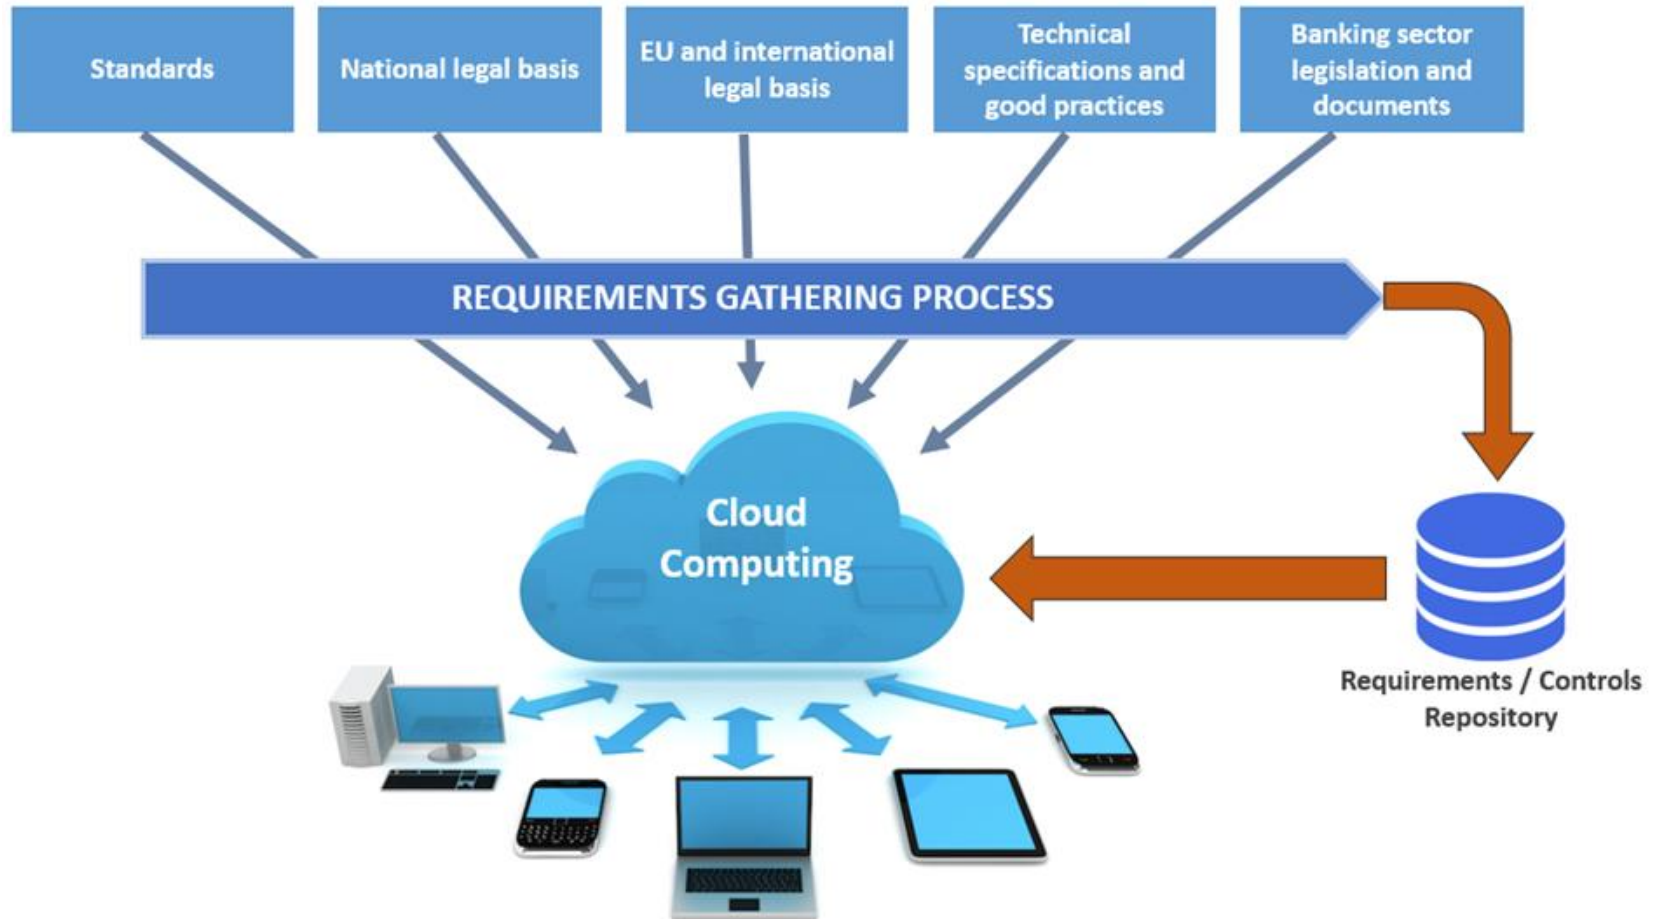 Standards
National legal basis
EU and international
legal basis
Technical
specifications and
good practices
Banking sector
legislation and
documents
REQUIREMENTS GATHERING PROCESS
Cloud
Computing
Requirements / Controls
Repository